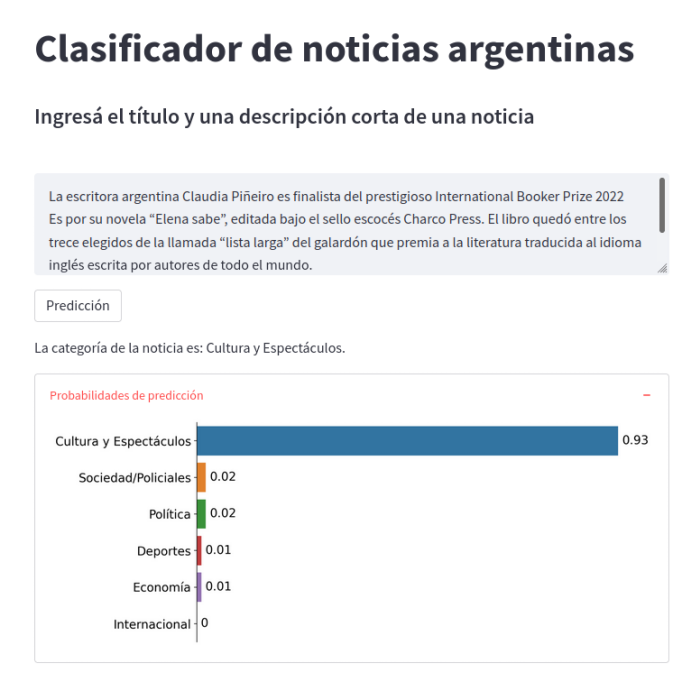 Clasificador de noticias argentinas
Ingresá el título y una descripción corta de una noticia
La escritora argentina Claudia Piñeiro es finalista del prestigioso International Booker Prize 2022
Es por su novela “Elena sabe”, editada bajo el sello escocés Charco Press. El libro quedó entre los
trece elegidos de la llamada “lista larga” del galardón que premia a la literatura traducida al idioma
inglés escrita por autores de todo el mundo.
Predicción
La categoría de la noticia es: Cultura y Espectáculos.
Probabilidades de predicción
Cultura y Espectáculos 0.93
Sociedad/Policiales 0.02
Política 0.02
Deportes 0.01
Economía 0.01
Internacional 0